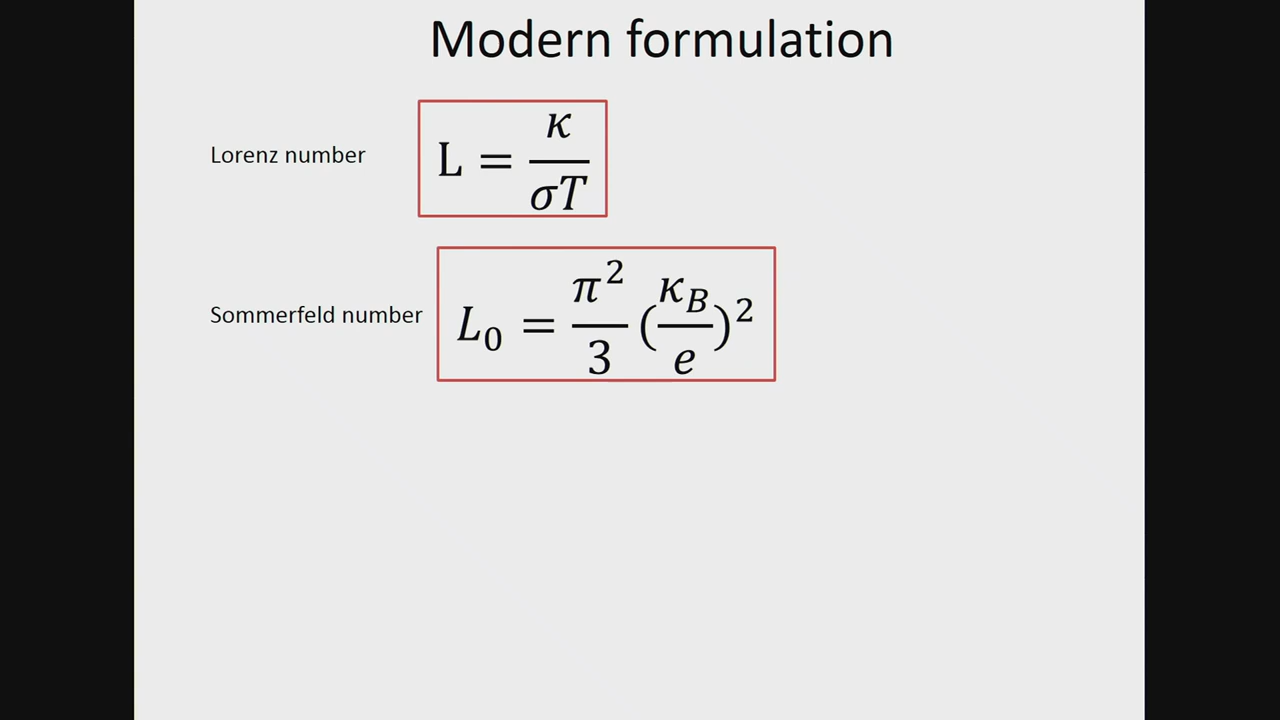 Modern formulation
Lorenz number
L = κ / σT
Sommerfeld number
L₀ = π² / 3 (κ_B / e)²